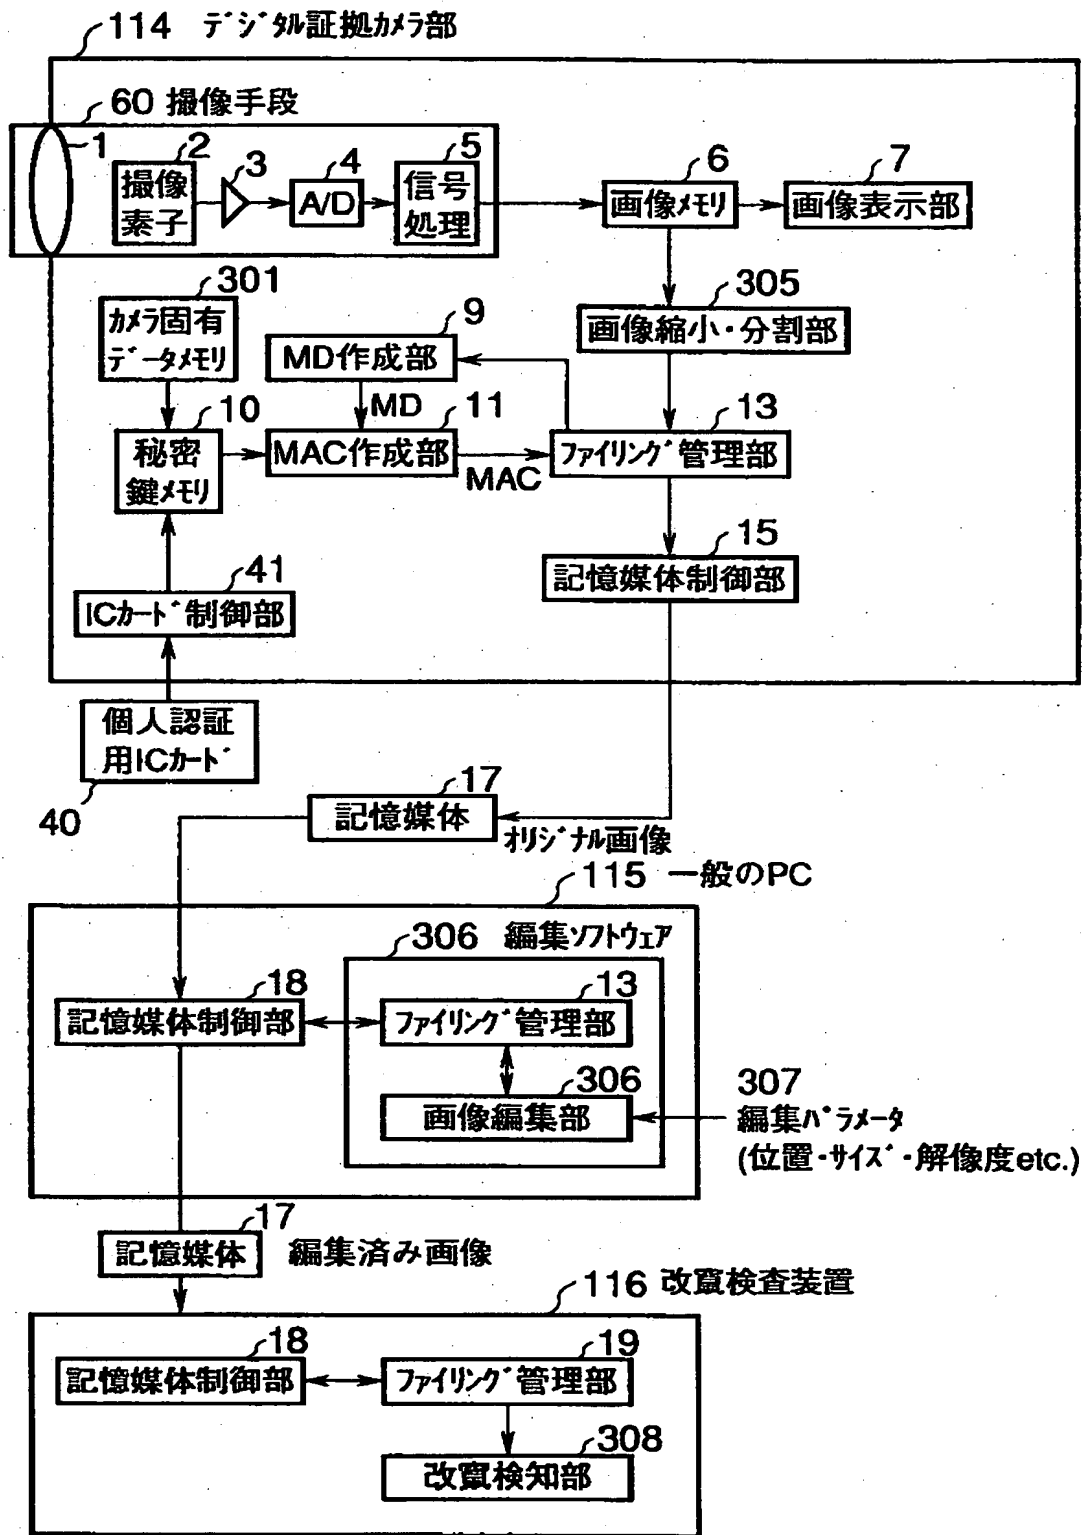 114 デジタル証拠カメラ部
60 撮像手段
1
2
3
4
5
6
7
撮像
素子
A/D
信号
処理
画像メモリ
画像表示部
301
カメラ固有
データメモリ
9
MD作成部
305
画像縮小・分割部
MD
10
11
13
秘密
鍵メモリ
MAC作成部
MAC
ファイリング管理部
15
記憶媒体制御部
41
ICカード制御部
個人認証
用ICカード
40
17
記憶媒体
オリジナル画像
115 一般のPC
306 編集ソフトウェア
18
記憶媒体制御部
13
ファイリング管理部
306
画像編集部
307
編集パラメータ
(位置・サイズ・解像度etc.)
17
記憶媒体
編集済み画像
116 改竄検査装置
18
記憶媒体制御部
19
ファイリング管理部
308
改竄検知部